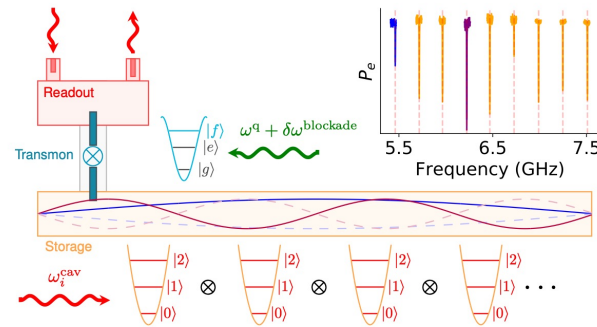 Readout
Transmon
|f⟩
|e⟩
|g⟩
ω^q + δω^blockade
P_e
5.5 6.5 7.5
Frequency (GHz)
Storage
ω_i^cav
|2⟩ |2⟩ |2⟩ |2⟩
|1⟩ ⊗ |1⟩ ⊗ |1⟩ ⊗ |1⟩ ···
|0⟩ |0⟩ |0⟩ |0⟩